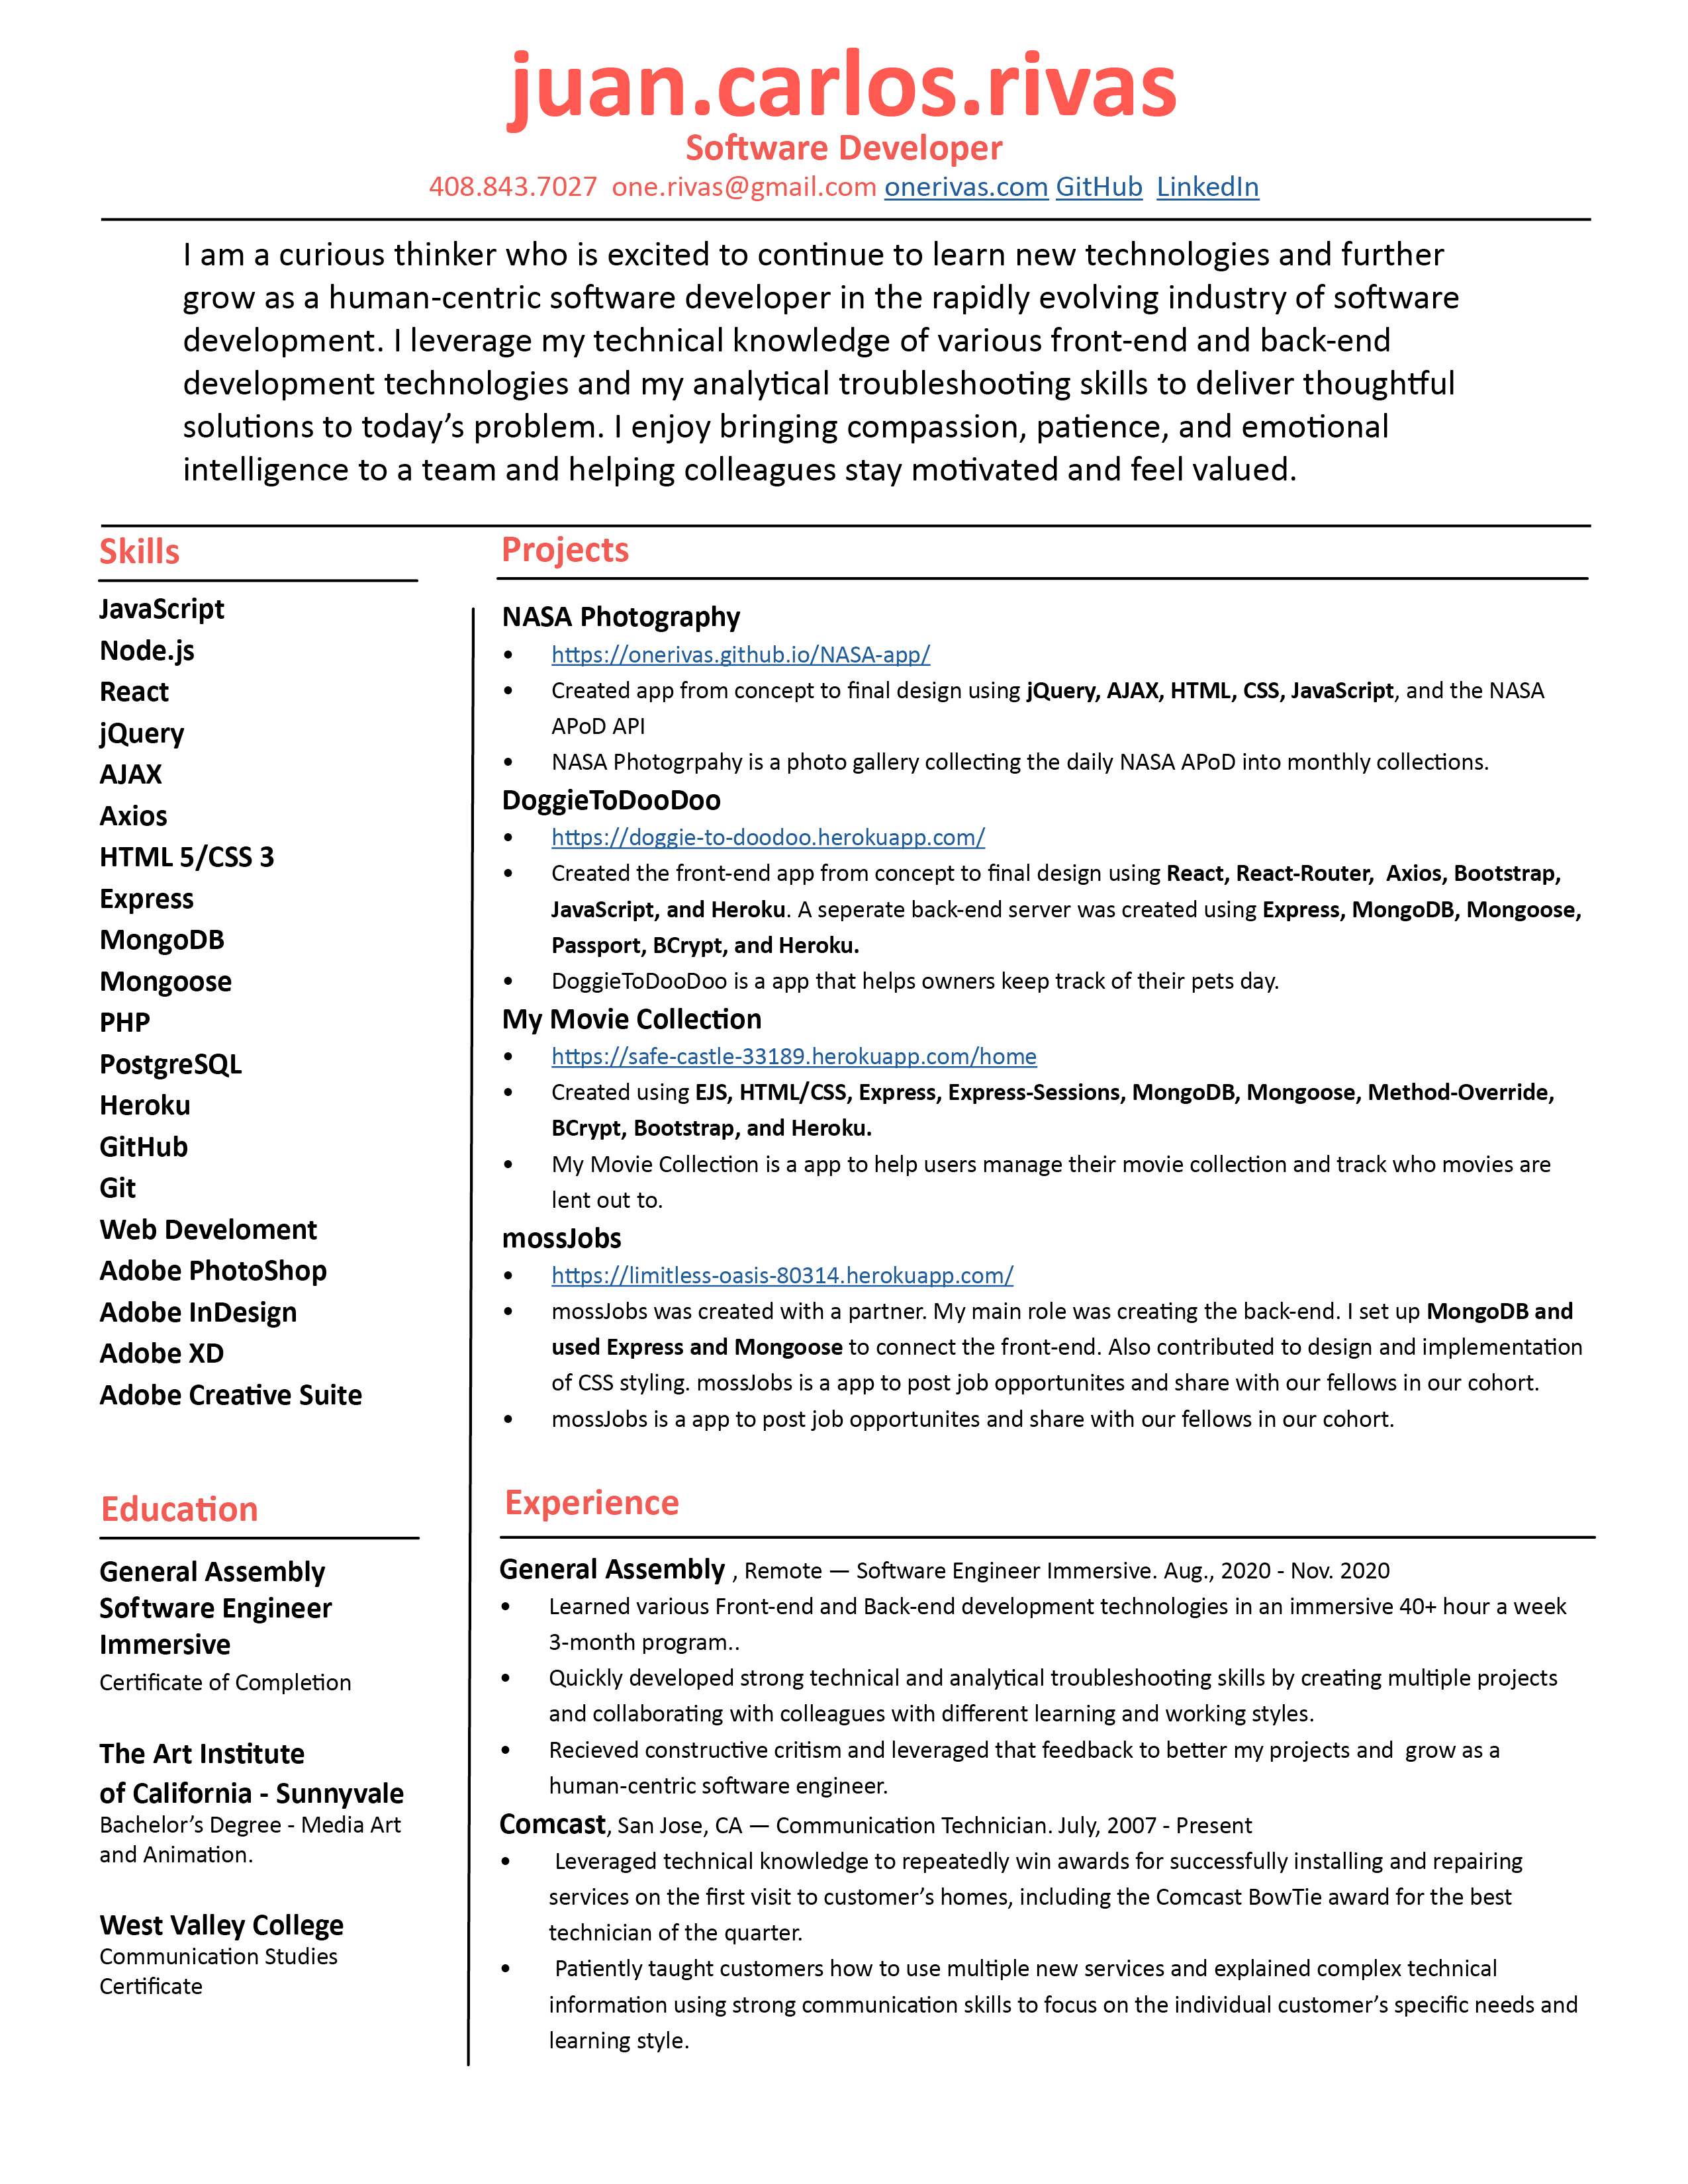 juan.carlos.rivas
Software Developer
408.843.7027  one.rivas@gmail.com onerivas.com GitHub  LinkedIn
I am a curious thinker who is excited to continue to learn new technologies and further
grow as a human-centric software developer in the rapidly evolving industry of software
development. I leverage my technical knowledge of various front-end and back-end
development technologies and my analytical troubleshooting skills to deliver thoughtful
solutions to today’s problem. I enjoy bringing compassion, patience, and emotional
intelligence to a team and helping colleagues stay motivated and feel valued.
Skills
JavaScript
Node.js
React
jQuery
AJAX
Axios
HTML 5/CSS 3
Express
MongoDB
Mongoose
PHP
PostgreSQL
Heroku
GitHub
Git
Web Develoment
Adobe PhotoShop
Adobe InDesign
Adobe XD
Adobe Creative Suite
Education
General Assembly
Software Engineer
Immersive
Certificate of Completion
The Art Institute
of California - Sunnyvale
Bachelor’s Degree - Media Art
and Animation.
West Valley College
Communication Studies
Certificate
Projects
NASA Photography
• https://onerivas.github.io/NASA-app/
• Created app from concept to final design using jQuery, AJAX, HTML, CSS, JavaScript, and the NASA
APoD API
• NASA Photogrpahy is a photo gallery collecting the daily NASA APoD into monthly collections.
DoggieToDooDoo
• https://doggie-to-doodoo.herokuapp.com/
• Created the front-end app from concept to final design using React, React-Router,  Axios, Bootstrap,
JavaScript, and Heroku. A seperate back-end server was created using Express, MongoDB, Mongoose,
Passport, BCrypt, and Heroku.
• DoggieToDooDoo is a app that helps owners keep track of their pets day.
My Movie Collection
• https://safe-castle-33189.herokuapp.com/home
• Created using EJS, HTML/CSS, Express, Express-Sessions, MongoDB, Mongoose, Method-Override,
BCrypt, Bootstrap, and Heroku.
• My Movie Collection is a app to help users manage their movie collection and track who movies are
lent out to.
mossJobs
• https://limitless-oasis-80314.herokuapp.com/
• mossJobs was created with a partner. My main role was creating the back-end. I set up MongoDB and
used Express and Mongoose to connect the front-end. Also contributed to design and implementation
of CSS styling. mossJobs is a app to post job opportunites and share with our fellows in our cohort.
• mossJobs is a app to post job opportunites and share with our fellows in our cohort.
Experience
General Assembly , Remote — Software Engineer Immersive. Aug., 2020 - Nov. 2020
• Learned various Front-end and Back-end development technologies in an immersive 40+ hour a week
3-month program..
• Quickly developed strong technical and analytical troubleshooting skills by creating multiple projects
and collaborating with colleagues with different learning and working styles.
• Recieved constructive critism and leveraged that feedback to better my projects and  grow as a
human-centric software engineer.
Comcast, San Jose, CA — Communication Technician. July, 2007 - Present
• Leveraged technical knowledge to repeatedly win awards for successfully installing and repairing
services on the first visit to customer’s homes, including the Comcast BowTie award for the best
technician of the quarter.
• Patiently taught customers how to use multiple new services and explained complex technical
information using strong communication skills to focus on the individual customer’s specific needs and
learning style.